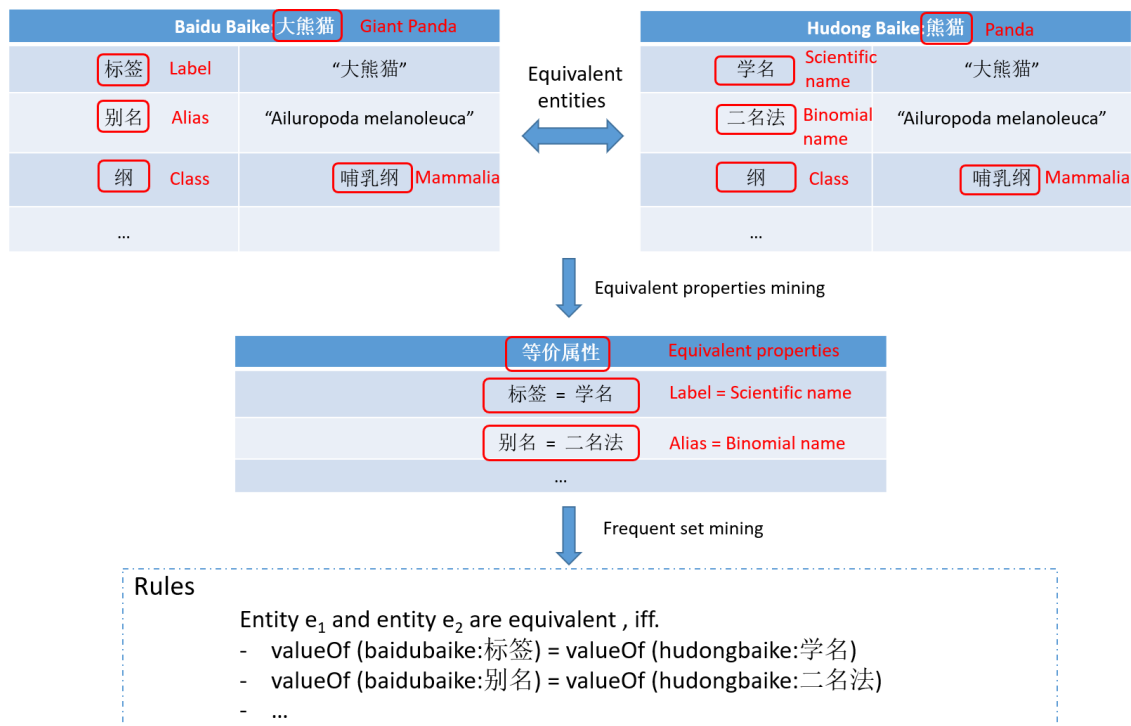 Baidu Baike:大熊猫 Giant Panda
标签 Label “大熊猫”
别名 Alias “Ailuropoda melanoleuca”
纲 Class 哺乳纲 Mammalia
...
Equivalent
entities
Hudong Baike:熊猫 Panda
学名 Scientific name “大熊猫”
二名法 Binomial name “Ailuropoda melanoleuca”
纲 Class 哺乳纲 Mammalia
...
Equivalent properties mining
等价属性 Equivalent properties
标签 = 学名 Label = Scientific name
别名 = 二名法 Alias = Binomial name
...
Frequent set mining
Rules
Entity e1 and entity e2 are equivalent , iff.
- valueOf (baidubaike:标签) = valueOf (hudongbaike:学名)
- valueOf (baidubaike:别名) = valueOf (hudongbaike:二名法)
- ...